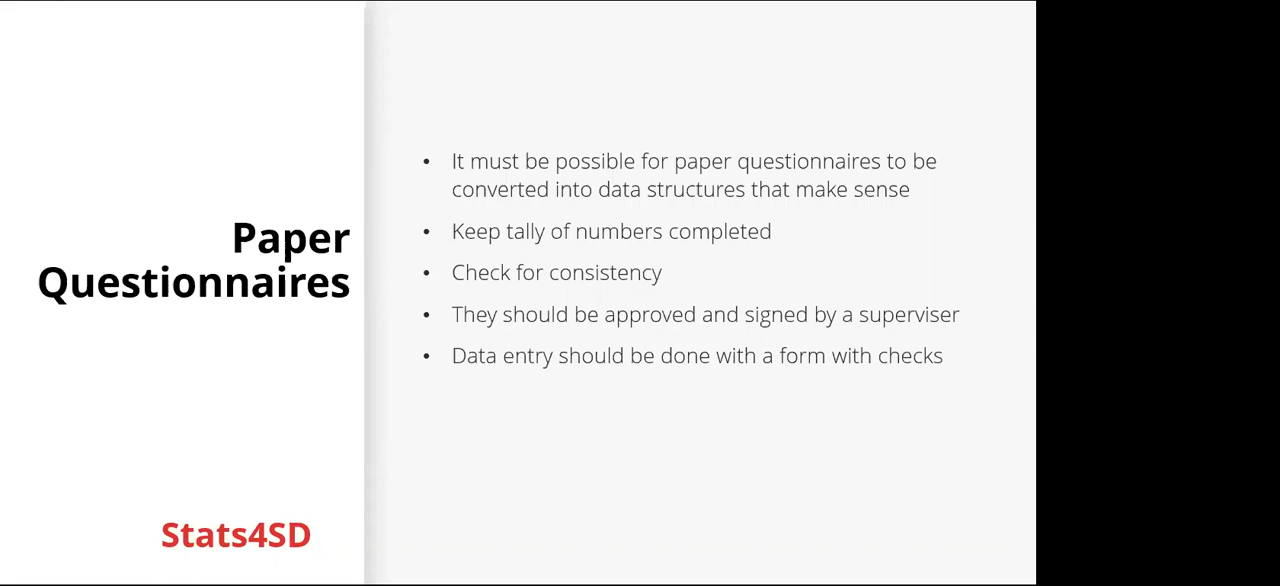 Paper
Questionnaires
• It must be possible for paper questionnaires to be
converted into data structures that make sense
• Keep tally of numbers completed
• Check for consistency
• They should be approved and signed by a superviser
• Data entry should be done with a form with checks
Stats4SD